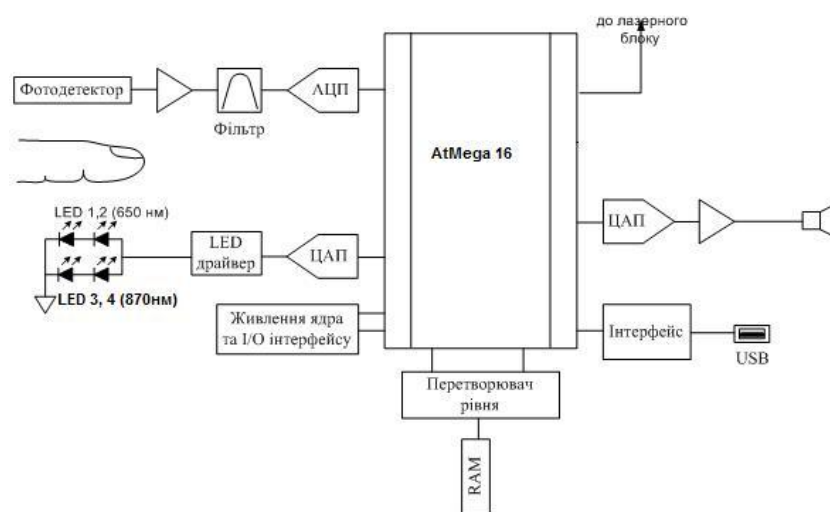 до лазерного
блоку
Фотодетектор
АЦП
Фільтр
AtMega 16
LED 1,2 (650 нм)
LED
драйвер
ЦАП
ЦАП
LED 3, 4 (870нм)
Живлення ядра
та I/O інтерфейсу
Інтерфейс
USB
Перетворювач
рівня
RAM